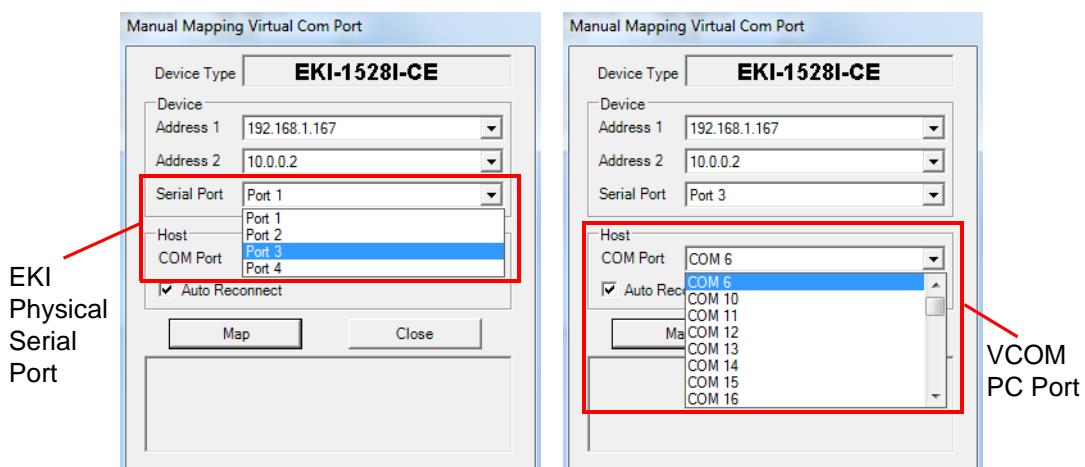 Manual Mapping Virtual Com Port
Device Type EKI-1528I-CE
Device
Address 1 192.168.1.167
Address 2 10.0.0.2
Serial Port Port 1
Port 1
Port 2
Port 3
Port 4
Host
COM Port
Auto Reconnect
Map Close
EKI
Physical
Serial
Port
Manual Mapping Virtual Com Port
Device Type EKI-1528I-CE
Device
Address 1 192.168.1.167
Address 2 10.0.0.2
Serial Port Port 3
Host
COM Port COM 6
Auto Rec
Ma
COM 6
COM 10
COM 11
COM 12
COM 13
COM 14
COM 15
COM 16
VCOM
PC Port